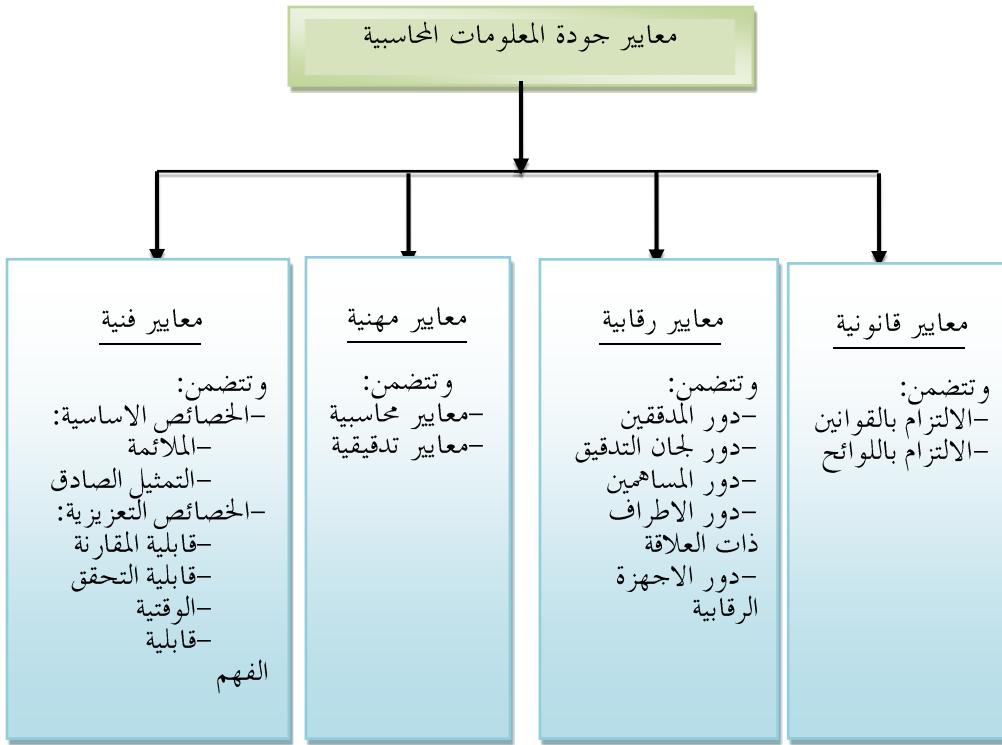 معايير جودة المعلومات المحاسبية
معايير قانونية
وتتضمن:
-الالتزام بالقوانين
-الالتزام باللوائح
معايير رقابية
وتتضمن:
-دور المدققين
-دور لجان التدقيق
-دور المساهمين
-دور الاطراف
ذات العلاقة
-دور الاجهزة
الرقابية
معايير مهنية
وتتضمن:
-معايير محاسبية
-معايير تدقيقية
معايير فنية
وتتضمن:
-الخصائص الاساسية:
-الملائمة
-التمثيل الصادق
-الخصائص التعزيزية:
-قابلية المقارنة
-قابلية التحقق
-الوقتية
-قابلية
الفهم